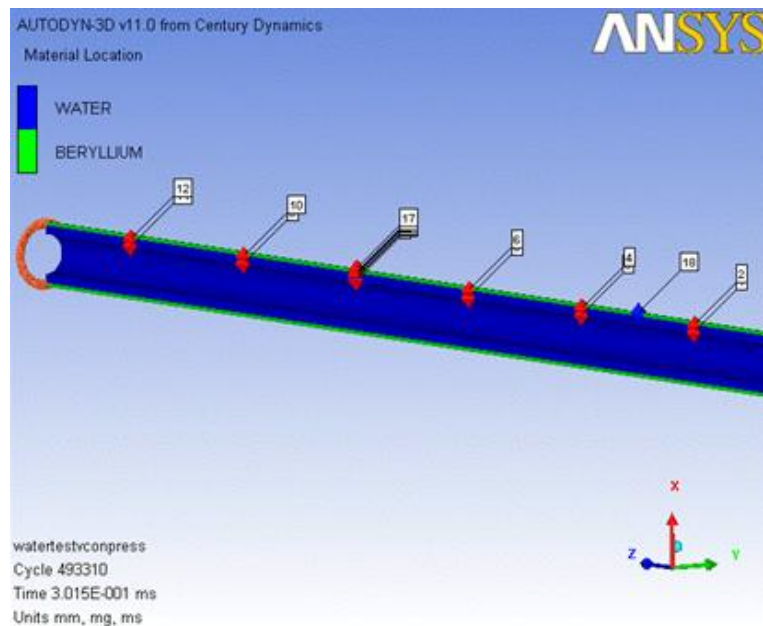 AUTODYN-3D v11.0 from Century Dynamics
ANSYS
Material Location
WATER
BERYLLIUM
12
10
17
6
4
18
2
X
Z
Y
watertestvconpress
Cycle 493310
Time 3.015E-001 ms
Units mm, mg, ms